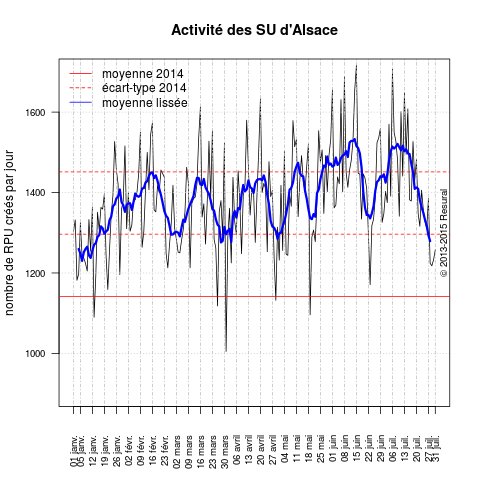 Activité des SU d'Alsace
moyenne 2014
écart-type 2014
moyenne lissée
nombre de RPU créés par jour
1600
1400
1200
1000
© 2013-2015 Resural
01 janv.
05 janv.
12 janv.
19 janv.
26 janv.
02 févr.
09 févr.
16 févr.
23 févr.
02 mars
09 mars
16 mars
23 mars
30 mars
06 avril
13 avril
20 avril
27 avril
04 mai
11 mai
18 mai
25 mai
01 juin
08 juin
15 juin
22 juin
29 juin
06 juil.
13 juil.
20 juil.
27 juil.
31 juil.